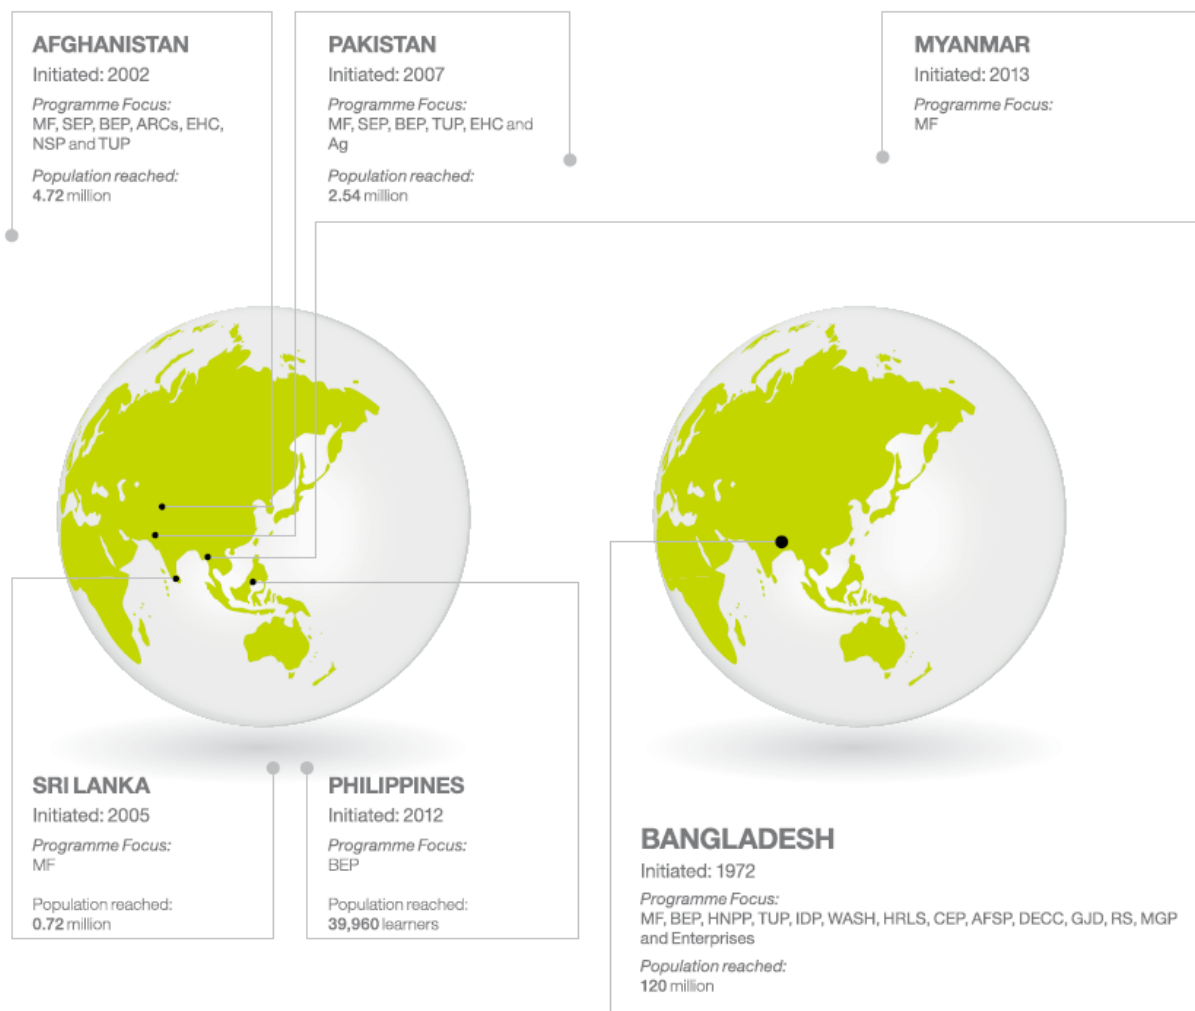 AFGHANISTAN
Initiated: 2002
Programme Focus:
MF, SEP, BEP, ARCs, EHC,
NSP and TUP
Population reached:
4.72 million
PAKISTAN
Initiated: 2007
Programme Focus:
MF, SEP, BEP, TUP, EHC and
Ag
Population reached:
2.54 million
MYANMAR
Initiated: 2013
Programme Focus:
MF
SRI LANKA
Initiated: 2005
Programme Focus:
MF
Population reached:
0.72 million
PHILIPPINES
Initiated: 2012
Programme Focus:
BEP
Population reached:
39,960 learners
BANGLADESH
Initiated: 1972
Programme Focus:
MF, BEP, HNPP, TUP, IDP, WASH, HRLS, CEP, AFSP, DECC, GJD, RS, MGP
and Enterprises
Population reached:
120 million